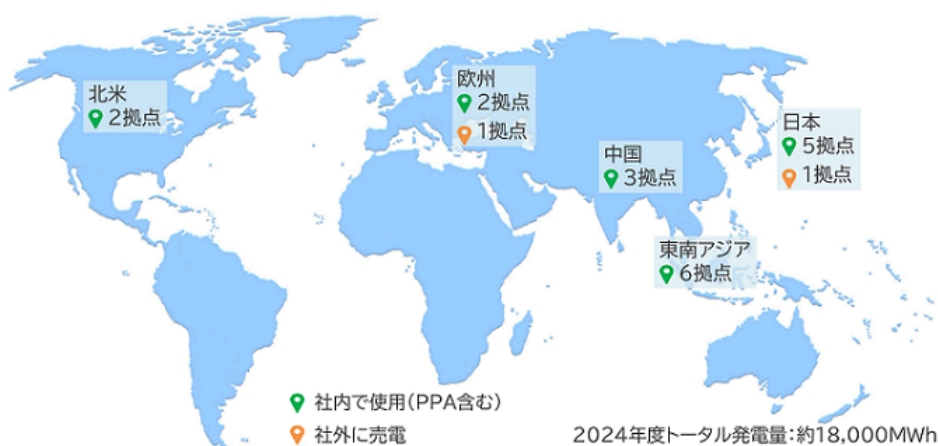 北米
2拠点
欧州
2拠点
1拠点
中国
3拠点
日本
5拠点
1拠点
東南アジア
6拠点
社内で使用(PPA含む)
社外に売電
2024年度トータル発電量:約18,000MWh